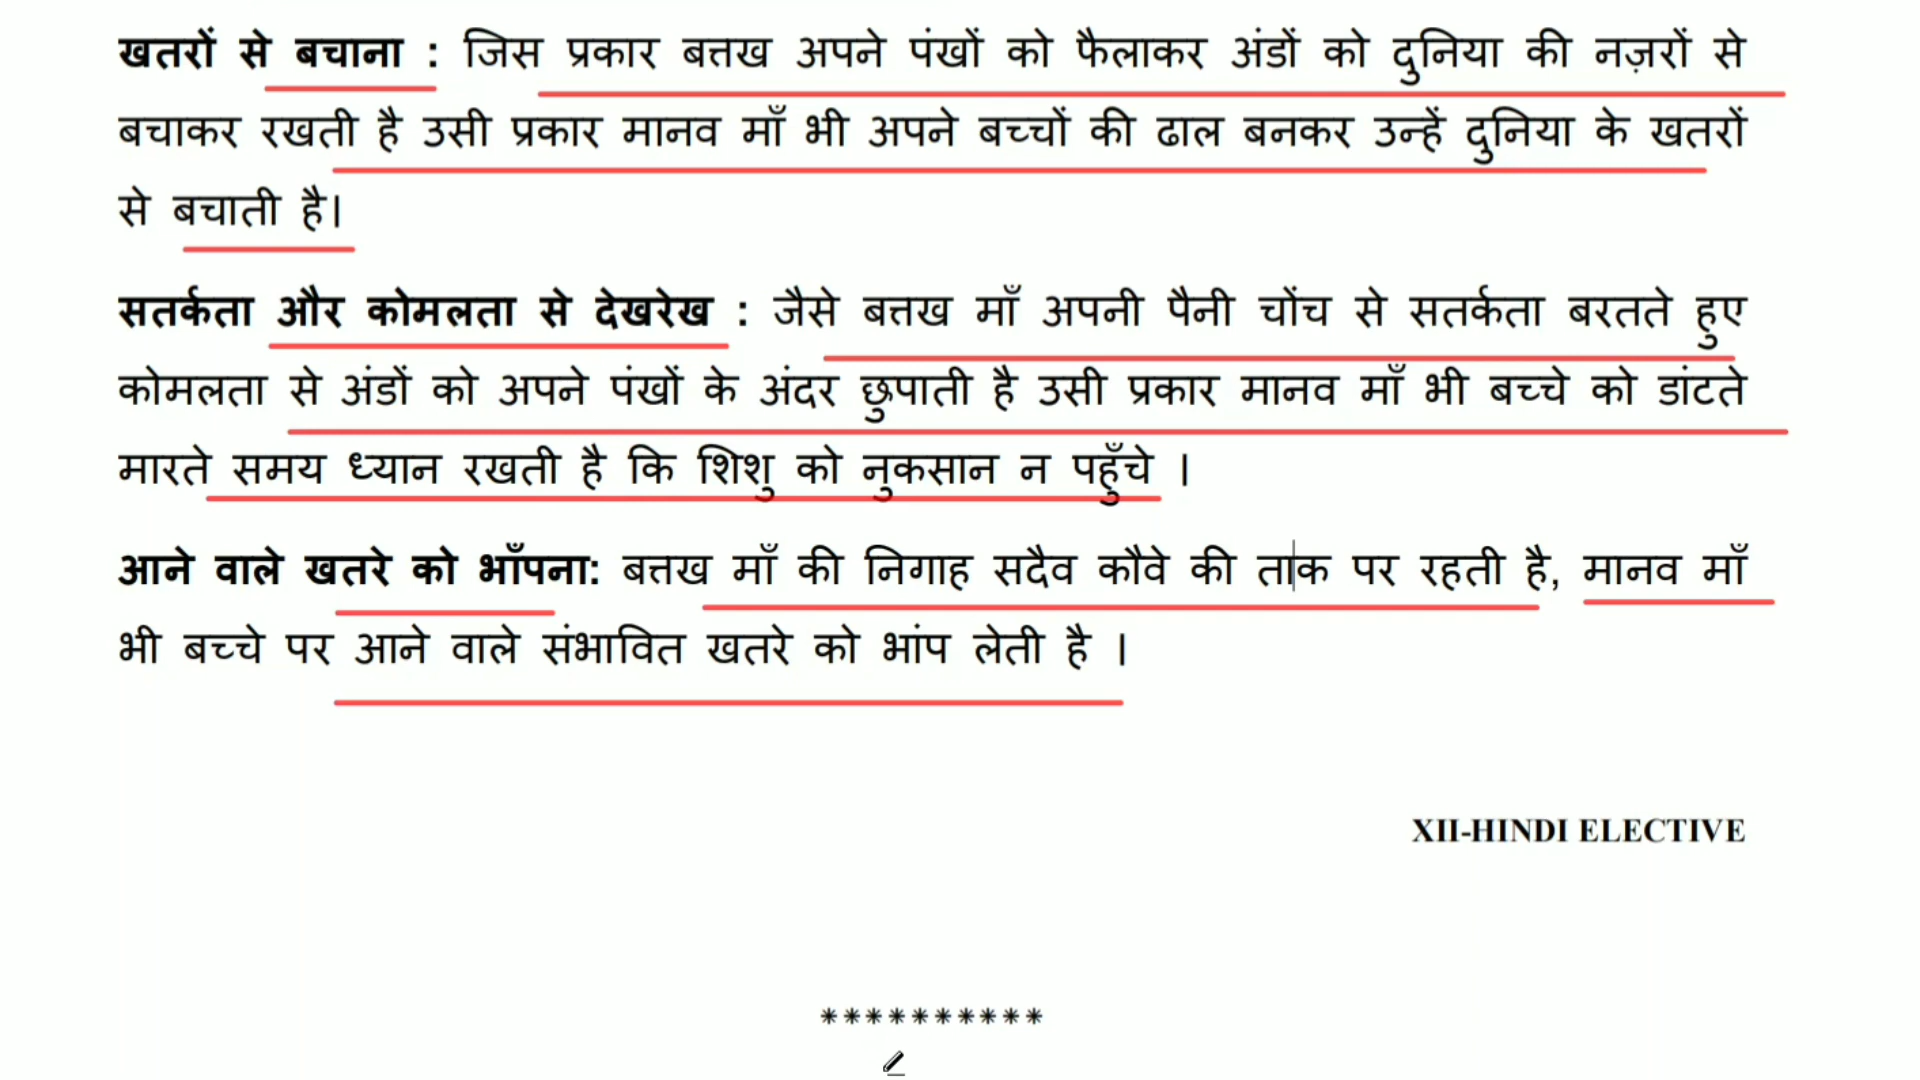 खतरों से बचाना : जिस प्रकार बत्तख अपने पंखों को फैलाकर अंडों को दुनिया की नज़रों से
बचाकर रखती है उसी प्रकार मानव माँ भी अपने बच्चों की ढाल बनकर उन्हें दुनिया के खतरों
से बचाती है।
सतर्कता और कोमलता से देखरेख : जैसे बत्तख माँ अपनी पैनी चोंच से सतर्कता बरतते हुए
कोमलता से अंडों को अपने पंखों के अंदर छुपाती है उसी प्रकार मानव माँ भी बच्चे को डांटते
मारते समय ध्यान रखती है कि शिशु को नुकसान न पहुँचे ।
आने वाले खतरे को भाँपना: बत्तख माँ की निगाह सदैव कौवे की ताक पर रहती है, मानव माँ
भी बच्चे पर आने वाले संभावित खतरे को भांप लेती है ।
XII-HINDI ELECTIVE
**********